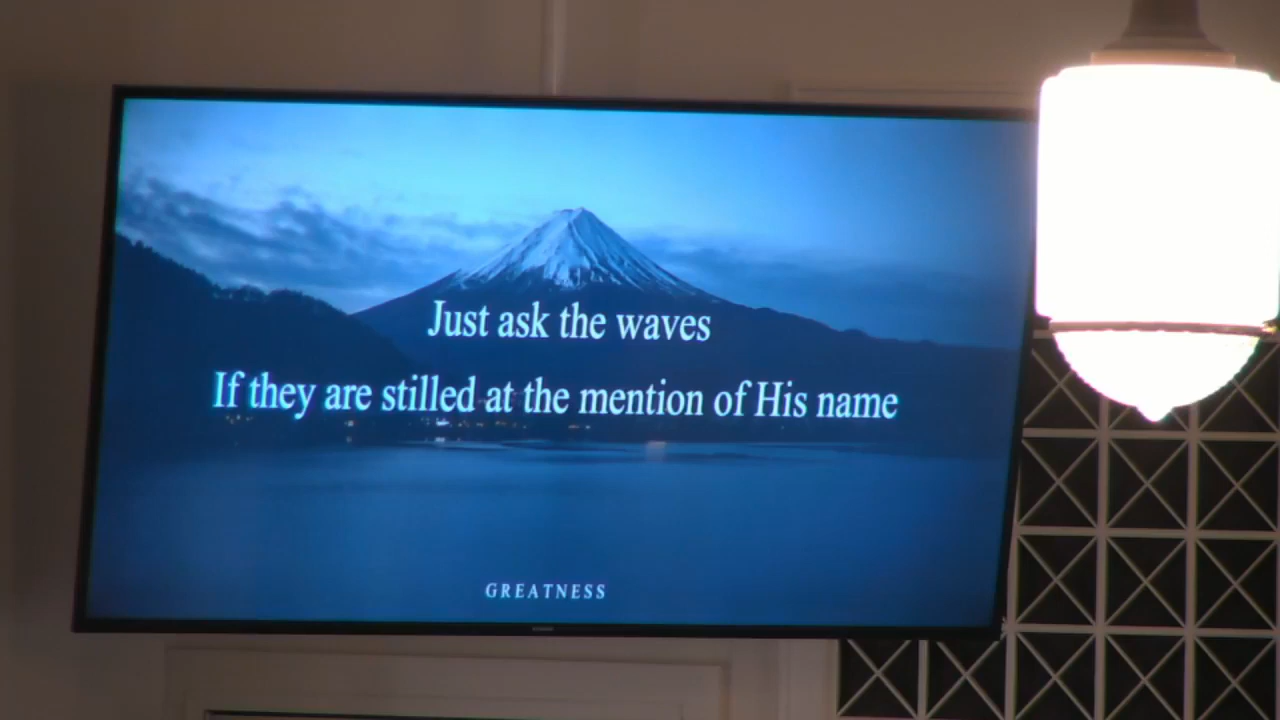 Just ask the waves
If they are stilled at the mention of His name
GREATNESS